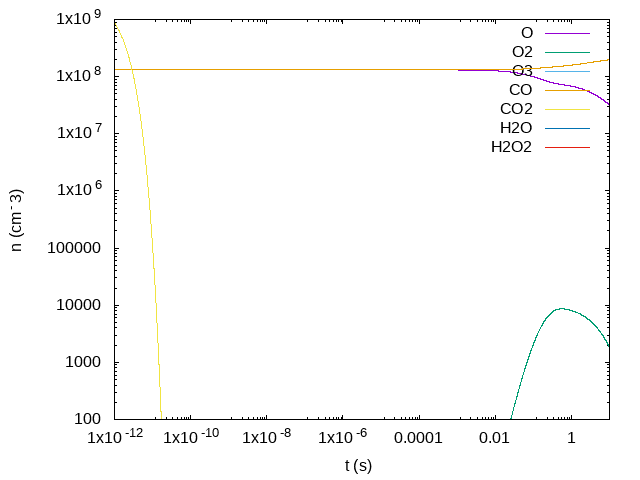 1x10^9
1x10^8
1x10^7
1x10^6
100000
10000
1000
100
n (cm^-3)
O
O2
O3
CO
CO2
H2O
H2O2
1x10^-12 1x10^-10 1x10^-8 1x10^-6 0.0001 0.01 1
t (s)